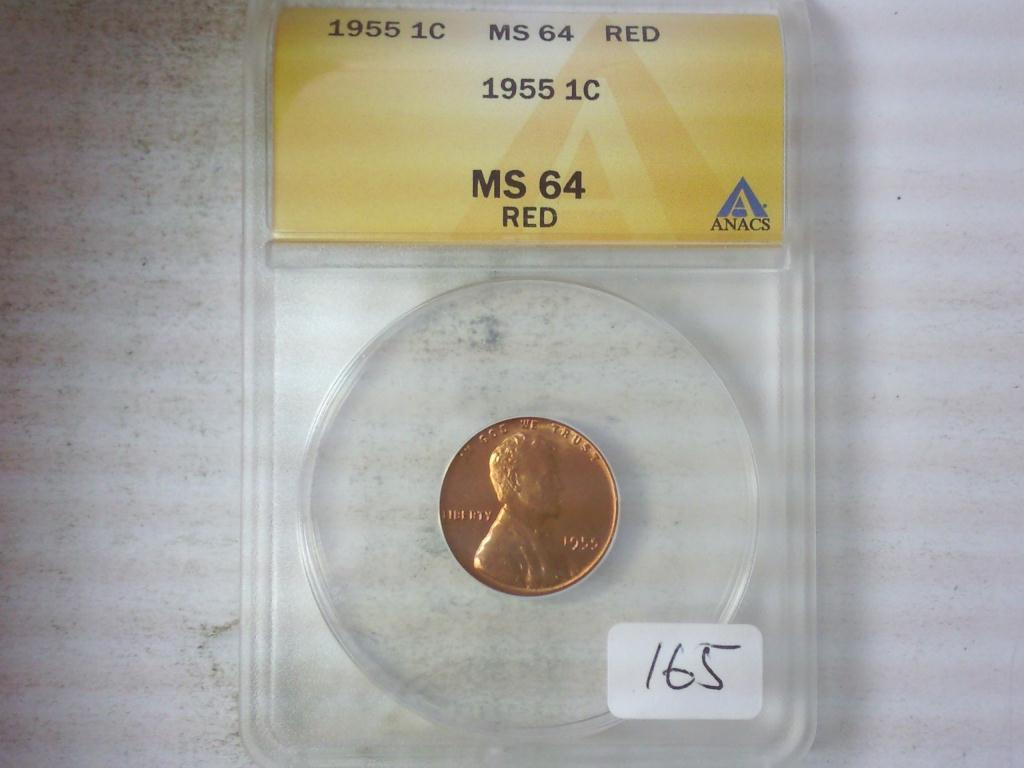 1955 1C MS 64 RED
1955 1C
MS 64
RED
ANACS
IN GOD WE TRUST
LIBERTY
1955
165